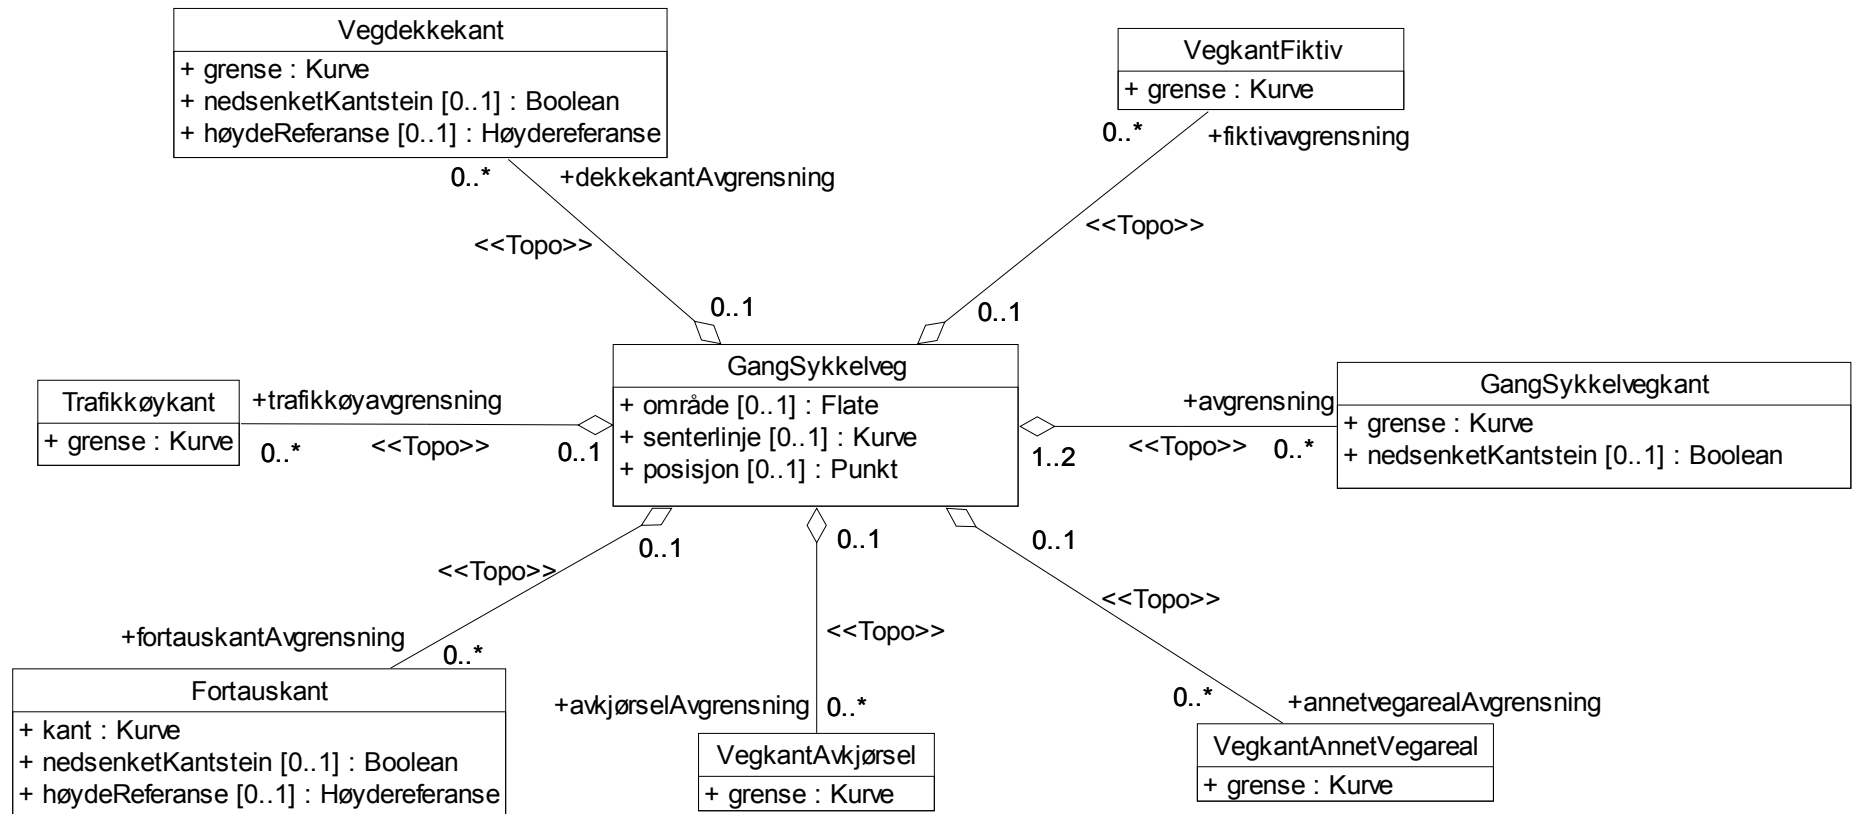 Vegdekkekant
+ grense : Kurve
+ nedsenketKantstein [0..1] : Boolean
+ høydeReferanse [0..1] : Høydereferanse
0..*
+dekkekantAvgrensning
<<Topo>>
0..1
VegkantFiktiv
+ grense : Kurve
0..*
+fiktivavgrensning
<<Topo>>
0..1
Trafikkøykant
+ grense : Kurve
+trafikkøyavgrensning
0..*
<<Topo>>
0..1
GangSykkelveg
+ område [0..1] : Flate
+ senterlinje [0..1] : Kurve
+ posisjon [0..1] : Punkt
1..2
+avgrensning
<<Topo>>
0..*
GangSykkelvegkant
+ grense : Kurve
+ nedsenketKantstein [0..1] : Boolean
0..1
<<Topo>>
+fortauskantAvgrensning
0..*
Fortauskant
+ kant : Kurve
+ nedsenketKantstein [0..1] : Boolean
+ høydeReferanse [0..1] : Høydereferanse
0..1
<<Topo>>
+avkjørselAvgrensning
0..*
VegkantAvkjørsel
+ grense : Kurve
0..1
<<Topo>>
0..*
+annetvegarealAvgrensning
VegkantAnnetVegareal
+ grense : Kurve